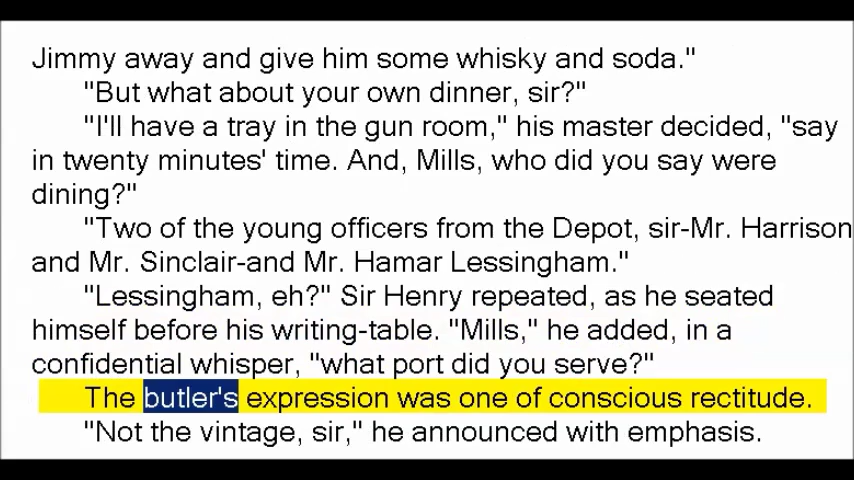 Jimmy away and give him some whisky and soda."
"But what about your own dinner, sir?"
"I'll have a tray in the gun room," his master decided, "say
in twenty minutes' time. And, Mills, who did you say were
dining?"
"Two of the young officers from the Depot, sir-Mr. Harrison
and Mr. Sinclair-and Mr. Hamar Lessingham."
"Lessingham, eh?" Sir Henry repeated, as he seated
himself before his writing-table. "Mills," he added, in a
confidential whisper, "what port did you serve?"
The butler's expression was one of conscious rectitude.
"Not the vintage, sir," he announced with emphasis.